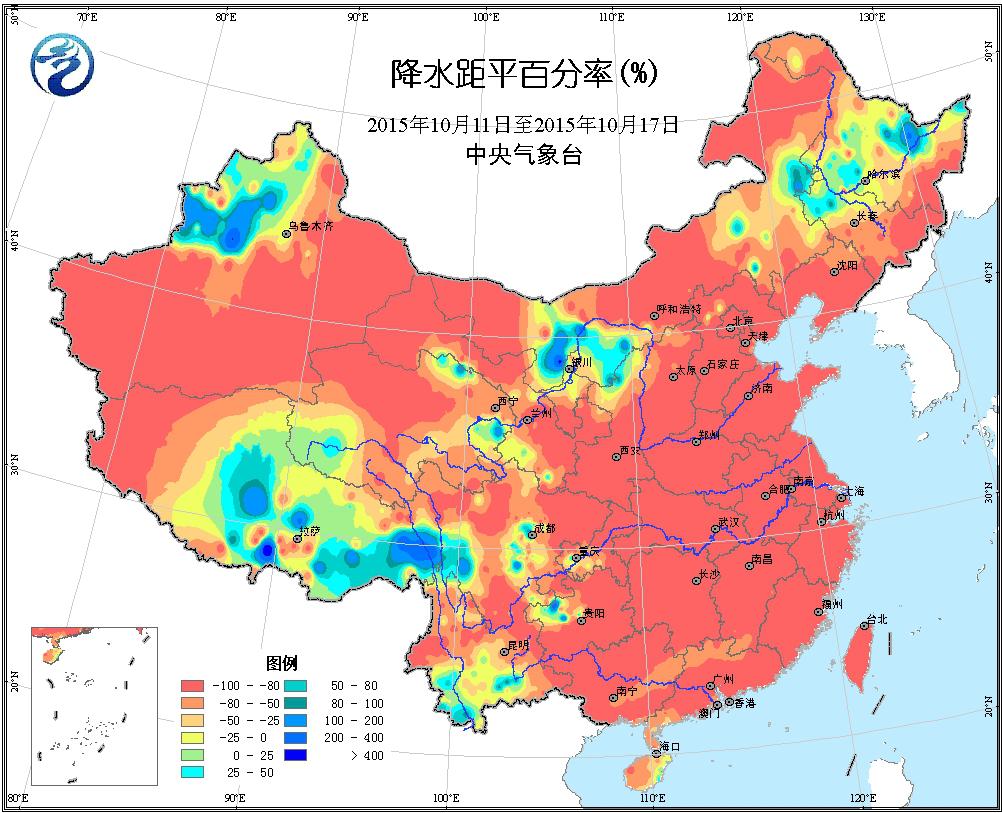 70°E 80°E 90°E 100°E 110°E 120°E 130°E
50°N
50°N
降水距平百分率(%)
2015年10月11日至2015年10月17日
中央气象台
哈尔滨
长春
乌鲁木齐
40°N
沈阳
40°N
呼和浩特
北京
天津
银川
石家庄
太原
济南
西宁
兰州
郑州
西安
30°N
南京
上海
合肥
30°N
杭州
武汉
拉萨
成都
重庆
南昌
长沙
贵阳
福州
台北
昆明
图例
20°N
广州
南宁
香港
澳门
20°N
海口
-100 - -80
-80 - -50
-50 - -25
-25 - 0
0 - 25
25 - 50
50 - 80
80 - 100
100 - 200
200 - 400
> 400
80°E 90°E 100°E 110°E 120°E